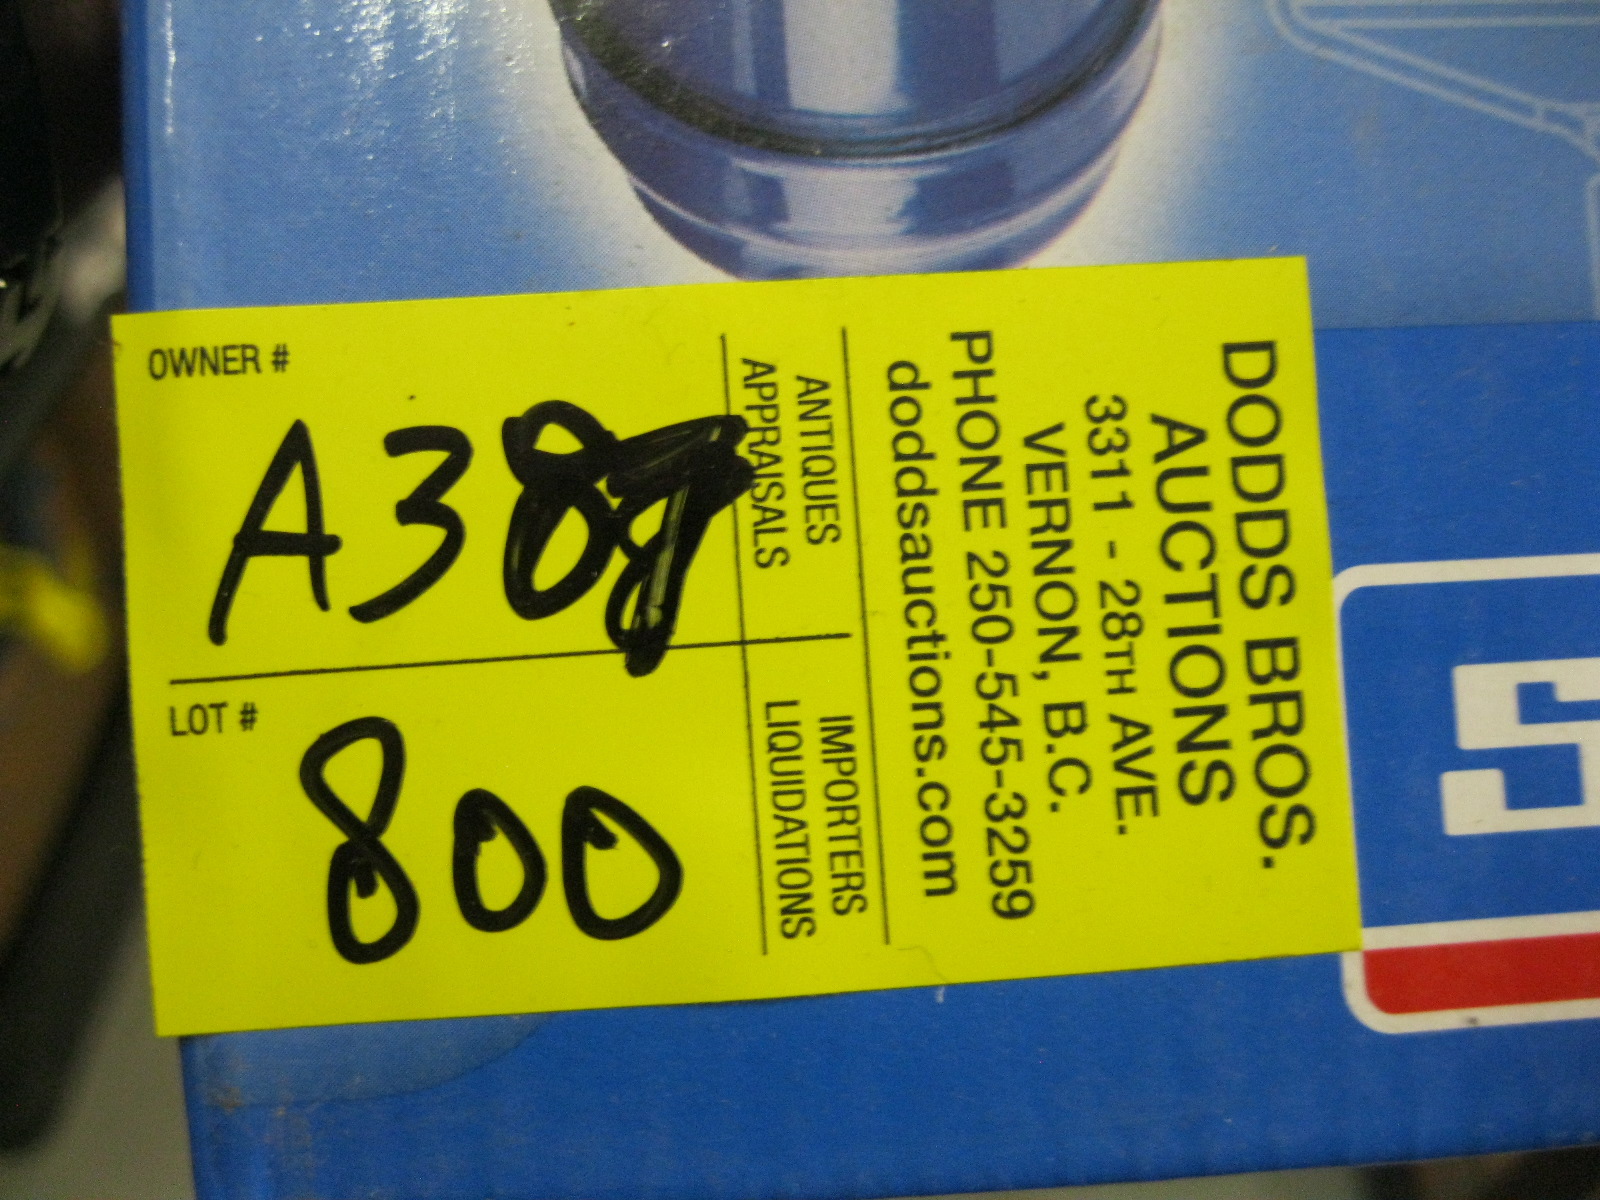 OWNER #
A38
LOT #
800
ANTIQUES
APPRAISALS
IMPORTERS
LIQUIDATIONS
DODDS BROS.
AUCTIONS
3311 - 28TH AVE.
VERNON, B.C.
PHONE 250-545-3259
doddsauctions.com